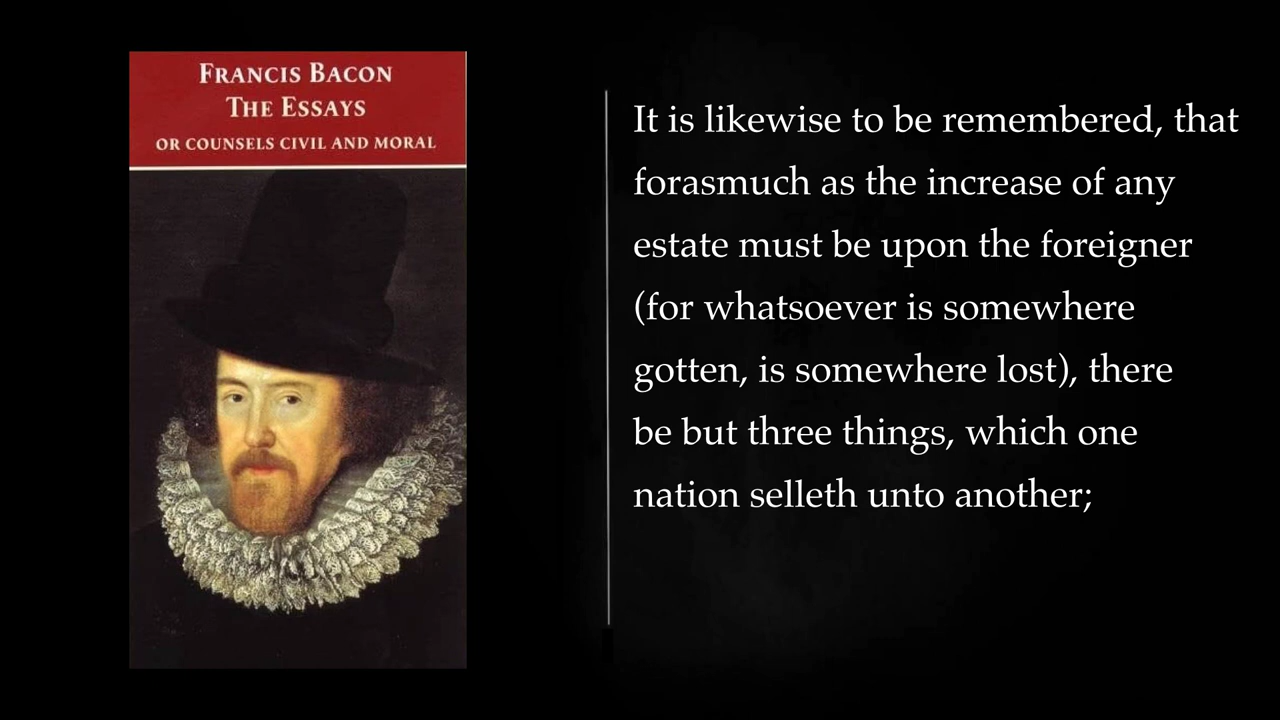 FRANCIS BACON
THE ESSAYS
OR COUNSELS CIVIL AND MORAL
It is likewise to be remembered, that
forasmuch as the increase of any
estate must be upon the foreigner
(for whatsoever is somewhere
gotten, is somewhere lost), there
be but three things, which one
nation selleth unto another;